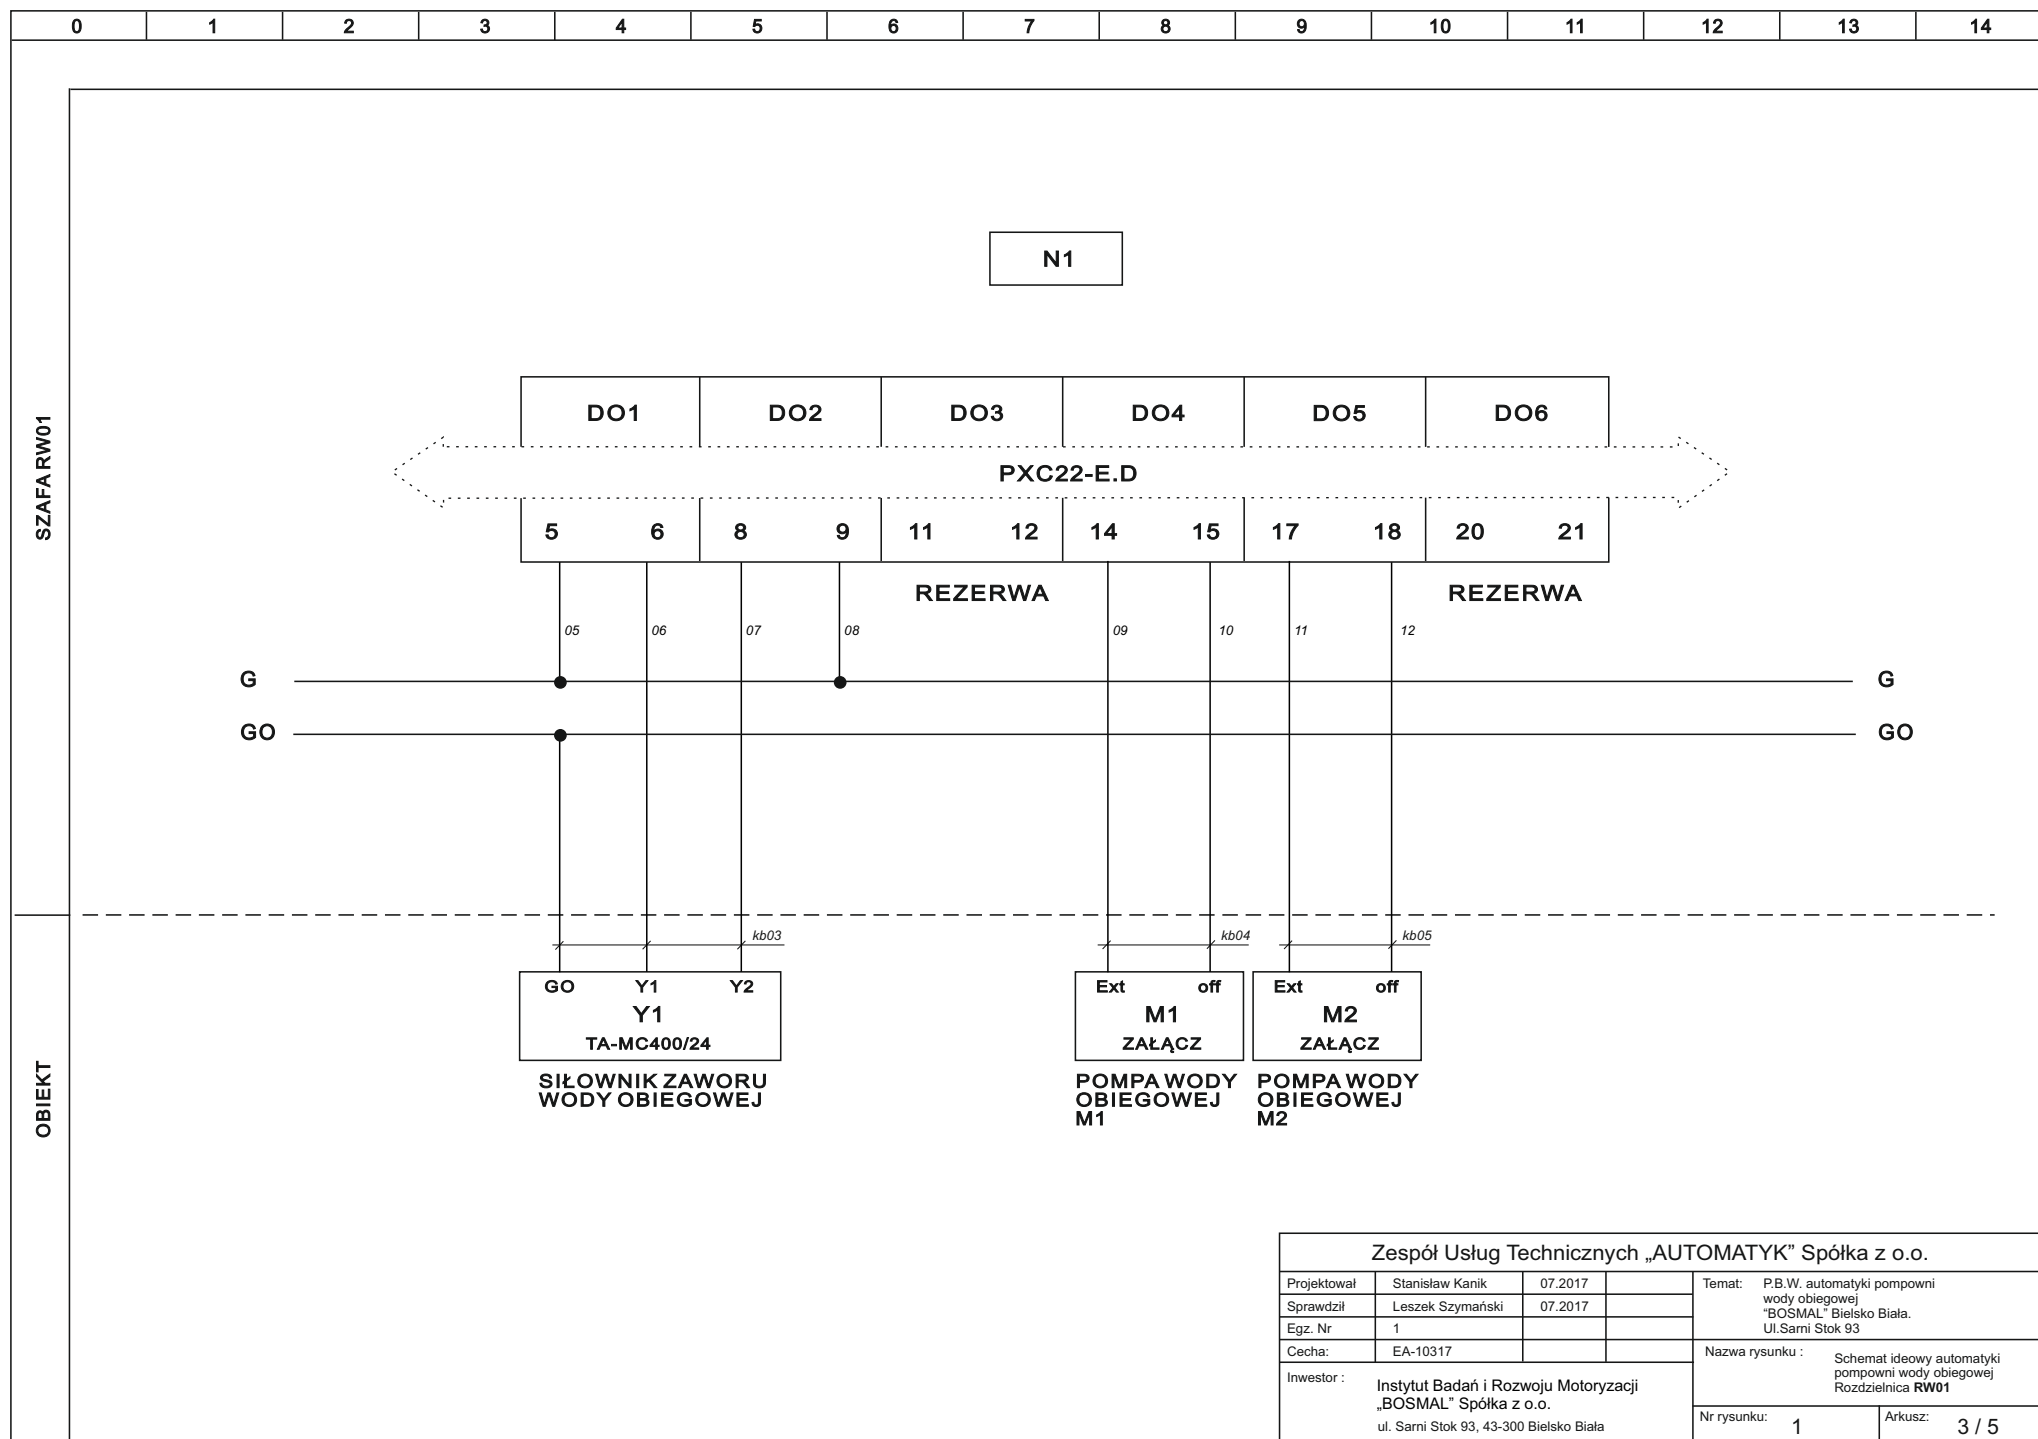 0 1 2 3 4 5 6 7 8 9 10 11 12 13 14
SZAFA RW01
N1
DO1 DO2 DO3 DO4 DO5 DO6
PXC22-E.D
5 6 8 9 11 12 14 15 17 18 20 21
REZERWA REZERWA
05 06 07 08 09 10 11 12
G G
GO GO
OBIEKT
kb03 kb04 kb05
GO Y1 Y2
Y1
TA-MC400/24
SIŁOWNIK ZAWORU
WODY OBIEGOWEJ
Ext off
M1
ZAŁĄCZ
POMPA WODY
OBIEGOWEJ
M1
Ext off
M2
ZAŁĄCZ
POMPA WODY
OBIEGOWEJ
M2
Zespół Usług Technicznych „AUTOMATYK” Spółka z o.o.
Projektował Stanisław Kanik 07.2017
Sprawdził Leszek Szymański 07.2017
Egz. Nr 1
Cecha: EA-10317
Temat: P.B.W. automatyki pompowni
wody obiegowej
“BOSMAL” Bielsko Biała.
Ul.Sarni Stok 93
Inwestor :
Instytut Badań i Rozwoju Motoryzacji
„BOSMAL” Spółka z o.o.
ul. Sarni Stok 93, 43-300 Bielsko Biała
Nazwa rysunku :
Schemat ideowy automatyki
pompowni wody obiegowej
Rozdzielnica RW01
Nr rysunku: 1
Arkusz: 3 / 5